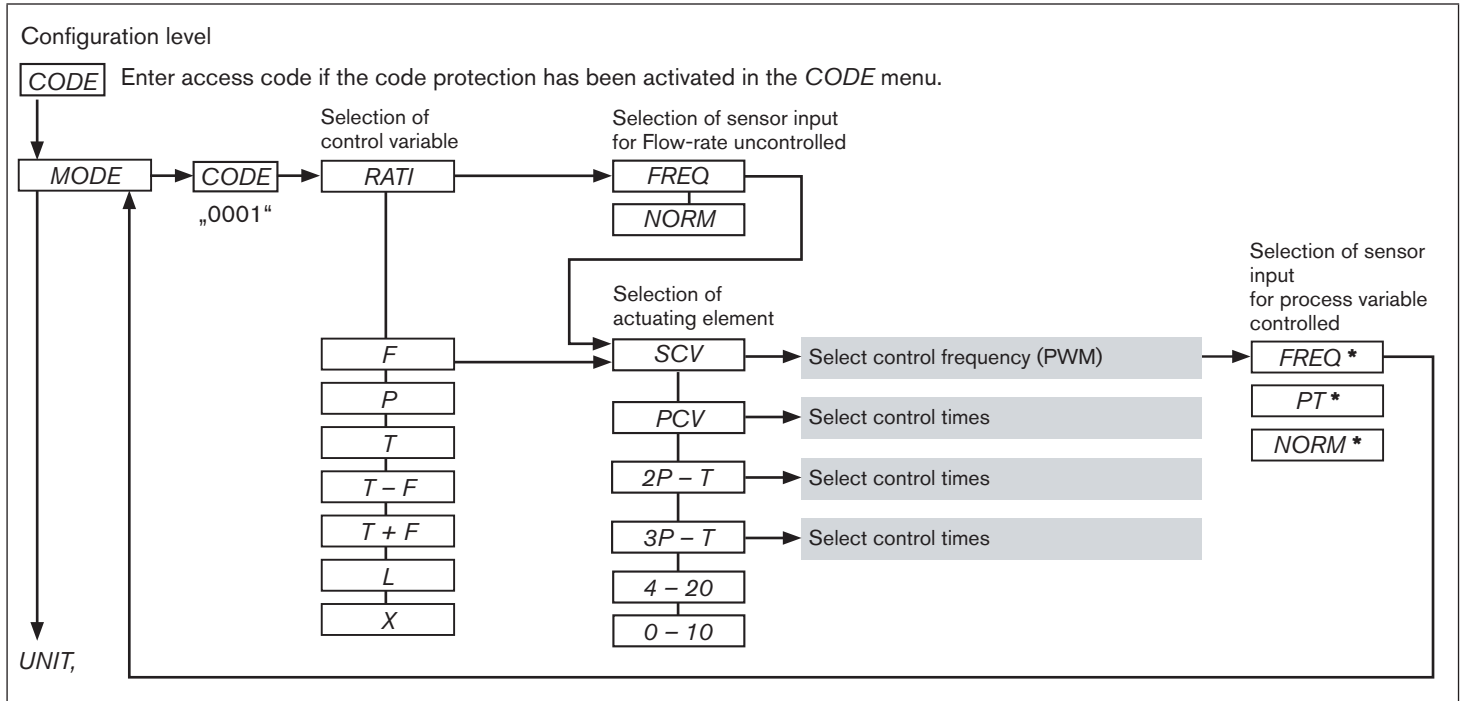 Configuration level
CODE Enter access code if the code protection has been activated in the CODE menu.
Selection of
control variable
Selection of sensor input
for Flow-rate uncontrolled
MODE
CODE
„0001“
RATI
FREQ
NORM
Selection of sensor
input
for process variable
controlled
Selection of
actuating element
F
P
T
T – F
T + F
L
X
SCV
Select control frequency (PWM)
PCV
Select control times
2P – T
Select control times
3P – T
Select control times
4 – 20
0 – 10
FREQ *
PT *
NORM *
UNIT,